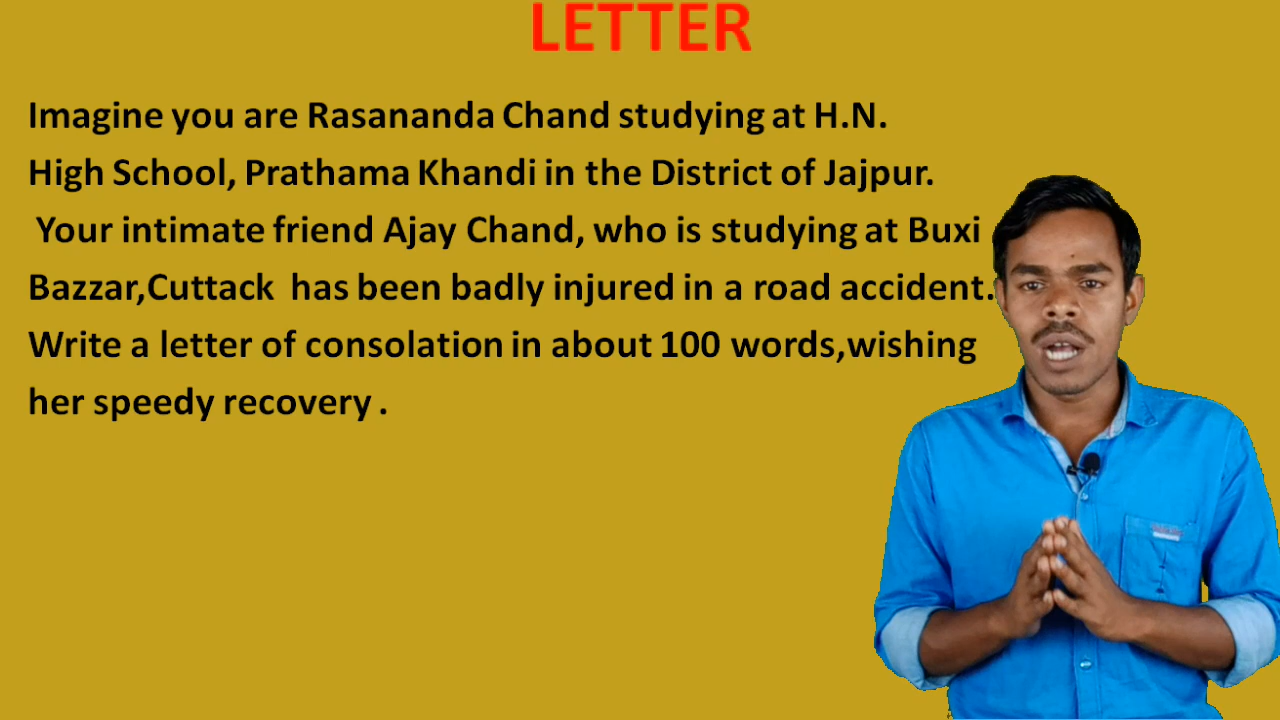 LETTER
Imagine you are Rasananda Chand studying at H.N.
High School, Prathama Khandi in the District of Jajpur.
Your intimate friend Ajay Chand, who is studying at Buxi
Bazzar,Cuttack has been badly injured in a road accident.
Write a letter of consolation in about 100 words,wishing
her speedy recovery .